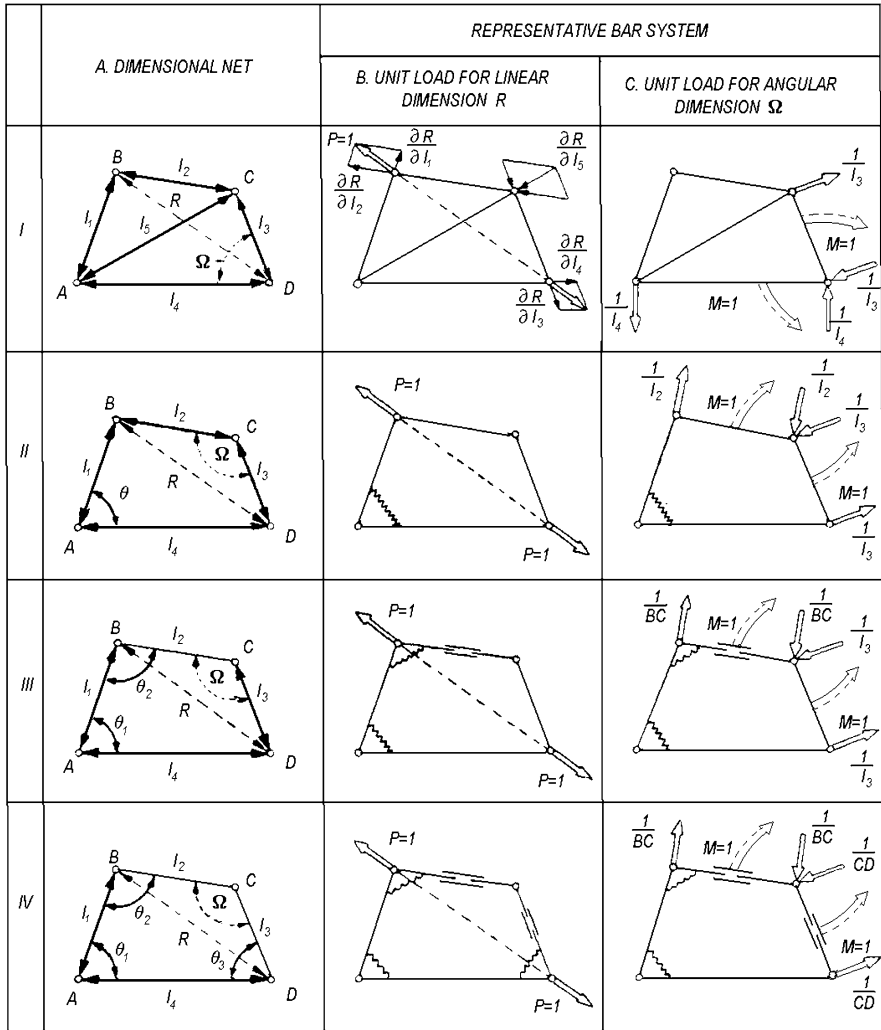 REPRESENTATIVE BAR SYSTEM
A. DIMENSIONAL NET
B. UNIT LOAD FOR LINEAR
DIMENSION R
C. UNIT LOAD FOR ANGULAR
DIMENSION Ω
I
B
l2
C
l1
l5
R
l3
Ω
A
l4
D
P=1
∂R
∂l1
∂R
∂l2
∂R
∂l5
∂R
∂l4
∂R
∂l3
1
l3
M=1
1
l3
1
l4
M=1
1
l4
II
B
l2
C
l1
Ω
l3
θ
R
A
l4
D
P=1
P=1
1
l2
M=1
1
l2
1
l3
M=1
1
l3
III
B
l2
C
l1
θ2
Ω
l3
θ1
R
A
l4
D
P=1
P=1
1
BC
M=1
1
BC
1
l3
M=1
1
l3
IV
B
l2
C
l1
θ2
Ω
l3
θ1
R
θ3
A
l4
D
P=1
P=1
1
BC
M=1
1
BC
1
CD
M=1
1
CD